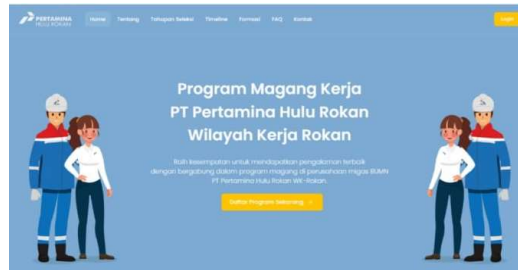 PERTAMINA
HULU ROKAN
Home Tentang Tahapan Seleksi Timeline Formasi FAQ Kontak
Login
Program Magang Kerja
PT Pertamina Hulu Rokan
Wilayah Kerja Rokan
Raih kesempatan untuk mendapatkan pengalaman terbaik
dengan bergabung dalam program magang di perusahaan migas BUMN
PT Pertamina Hulu Rokan WK-Rokan.
Daftar Program Sekarang